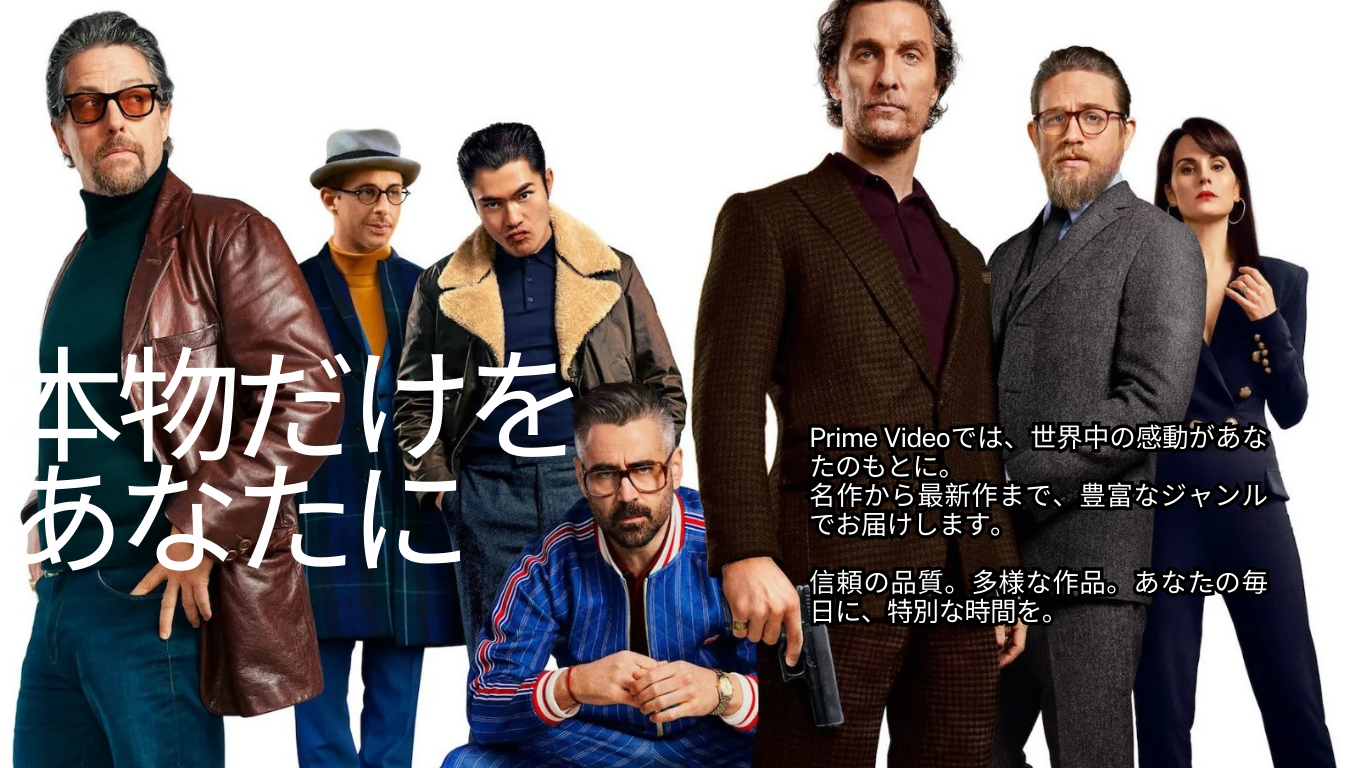 本物だけを
あなたに
Prime Videoでは、世界中の感動があな
たのもとに。
名作から最新作まで、豊富なジャンル
でお届けします。
信頼の品質。多様な作品。あなたの毎
日に、特別な時間を。